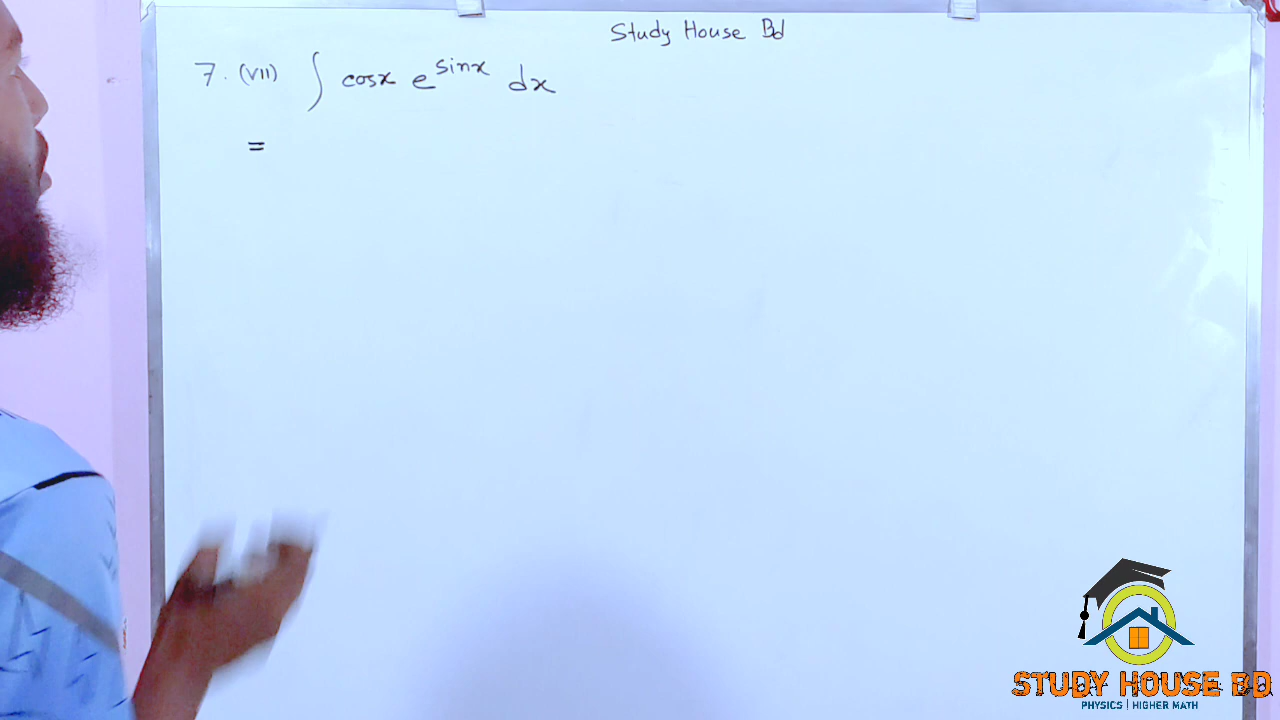 Study House Bd
7. (VII) ∫ cosx e^sinx dx
=
STUDY HOUSE BD
PHYSICS | HIGHER MATH